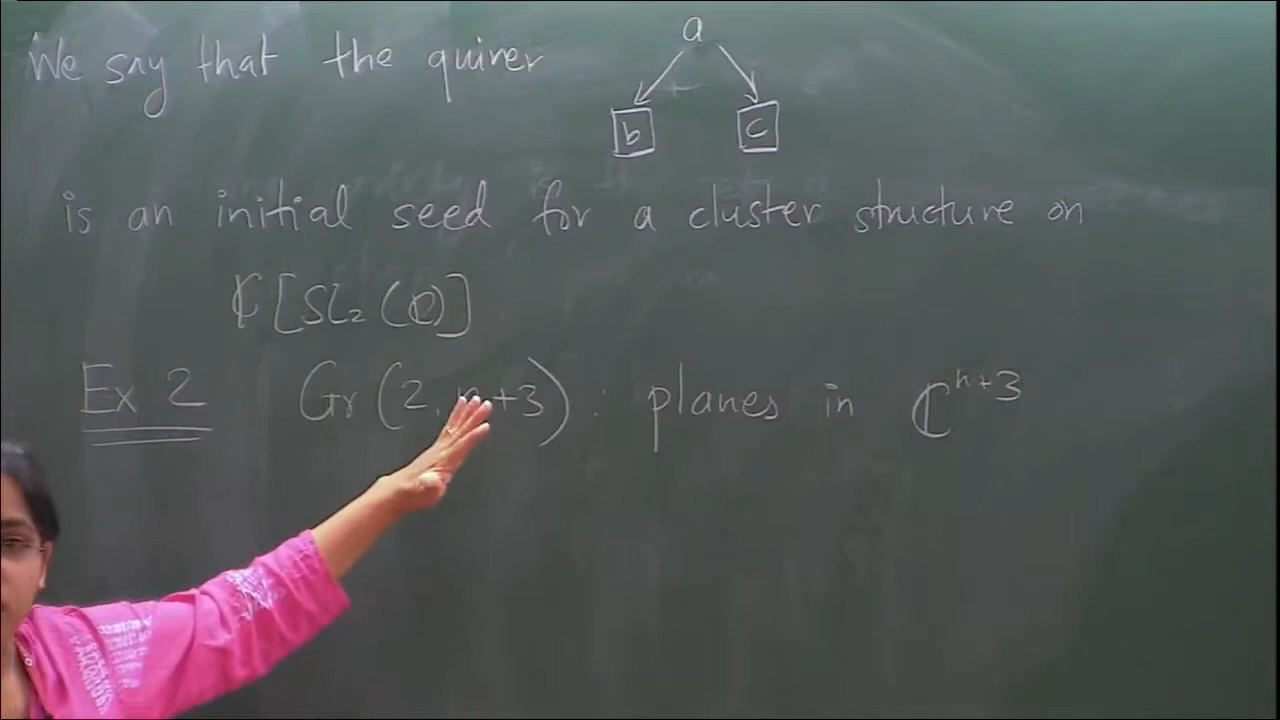 We say that the quiver
a
b c
is an initial seed for a cluster structure on
ℂ[SL₂(ℂ)]
Ex 2 Gr(2, n+3) : planes in ℂⁿ⁺³